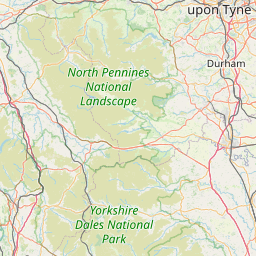 upon Tyne
Durham
North Pennines
National
Landscape
Yorkshire
Dales National
Park